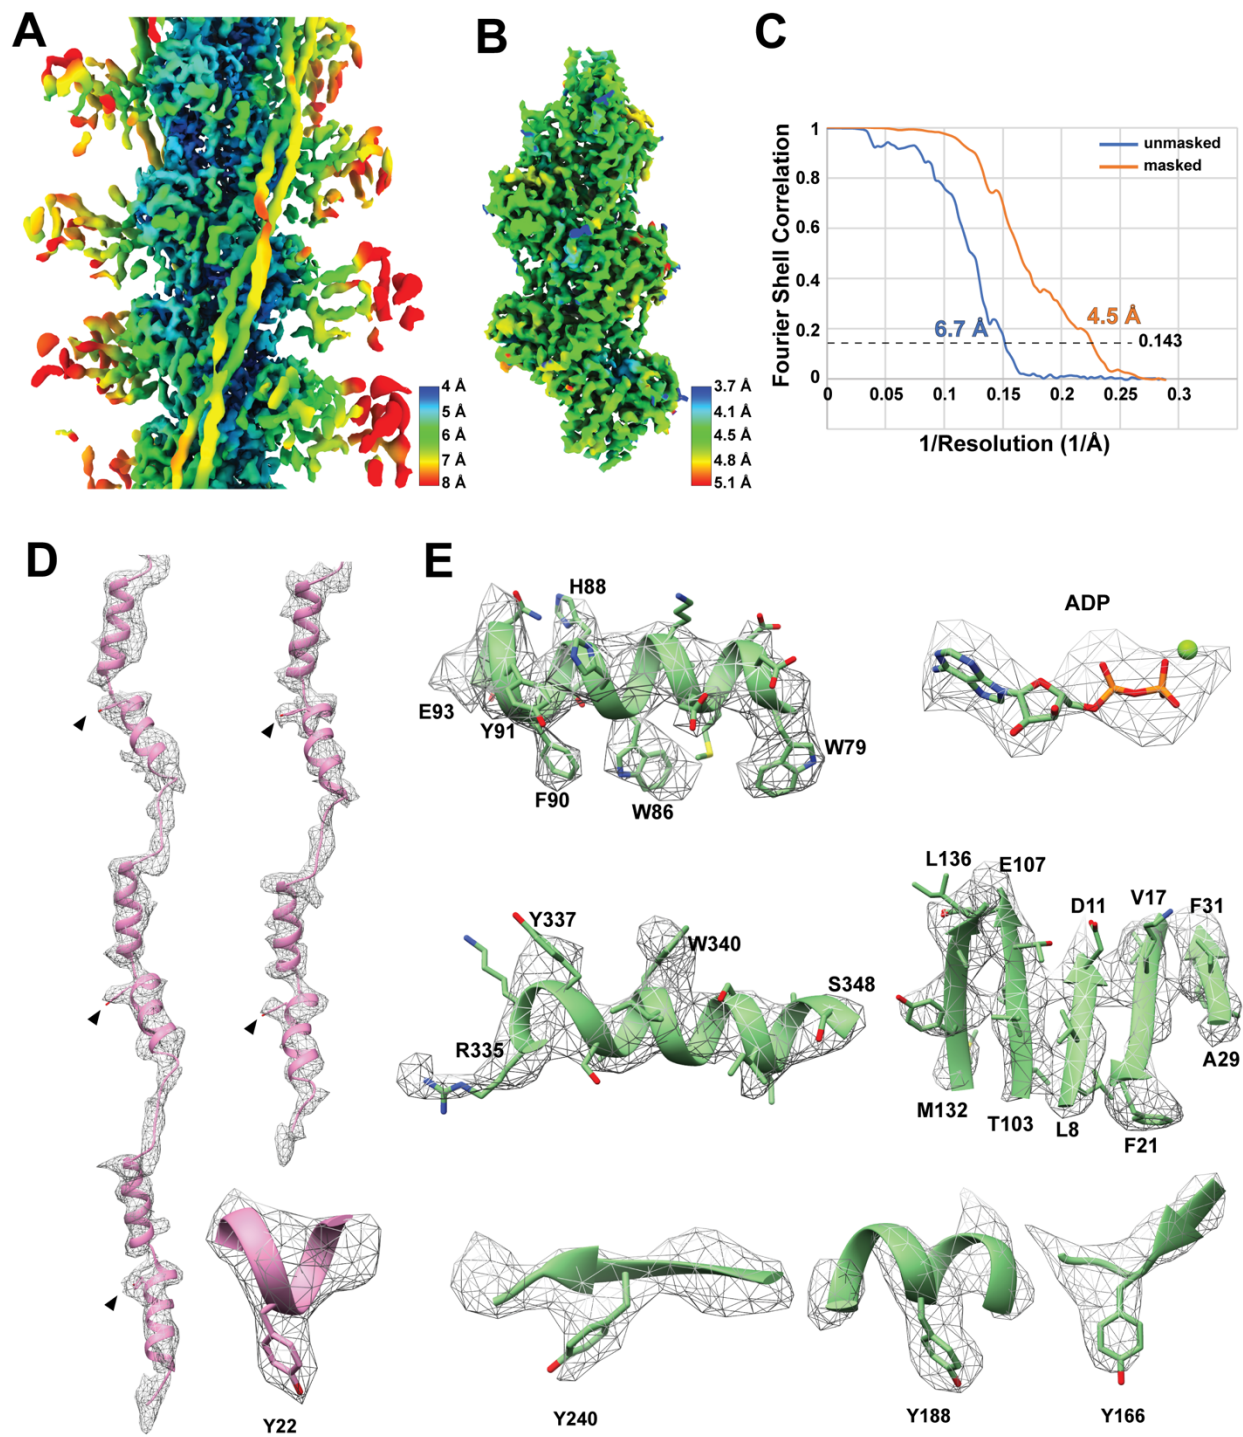 A
B
C
4 Å
5 Å
6 Å
7 Å
8 Å
3.7 Å
4.1 Å
4.5 Å
4.8 Å
5.1 Å
Fourier Shell Correlation
1
0.8
0.6
0.4
0.2
0
unmasked
masked
6.7 Å
4.5 Å
0.143
0
0.05
0.1
0.15
0.2
0.25
0.3
1/Resolution (1/Å)
D
E
H88
E93
Y91
F90
W86
W79
ADP
Y337
W340
S348
R335
L136
E107
D11
V17
F31
A29
M132
T103
L8
F21
Y22
Y240
Y188
Y166